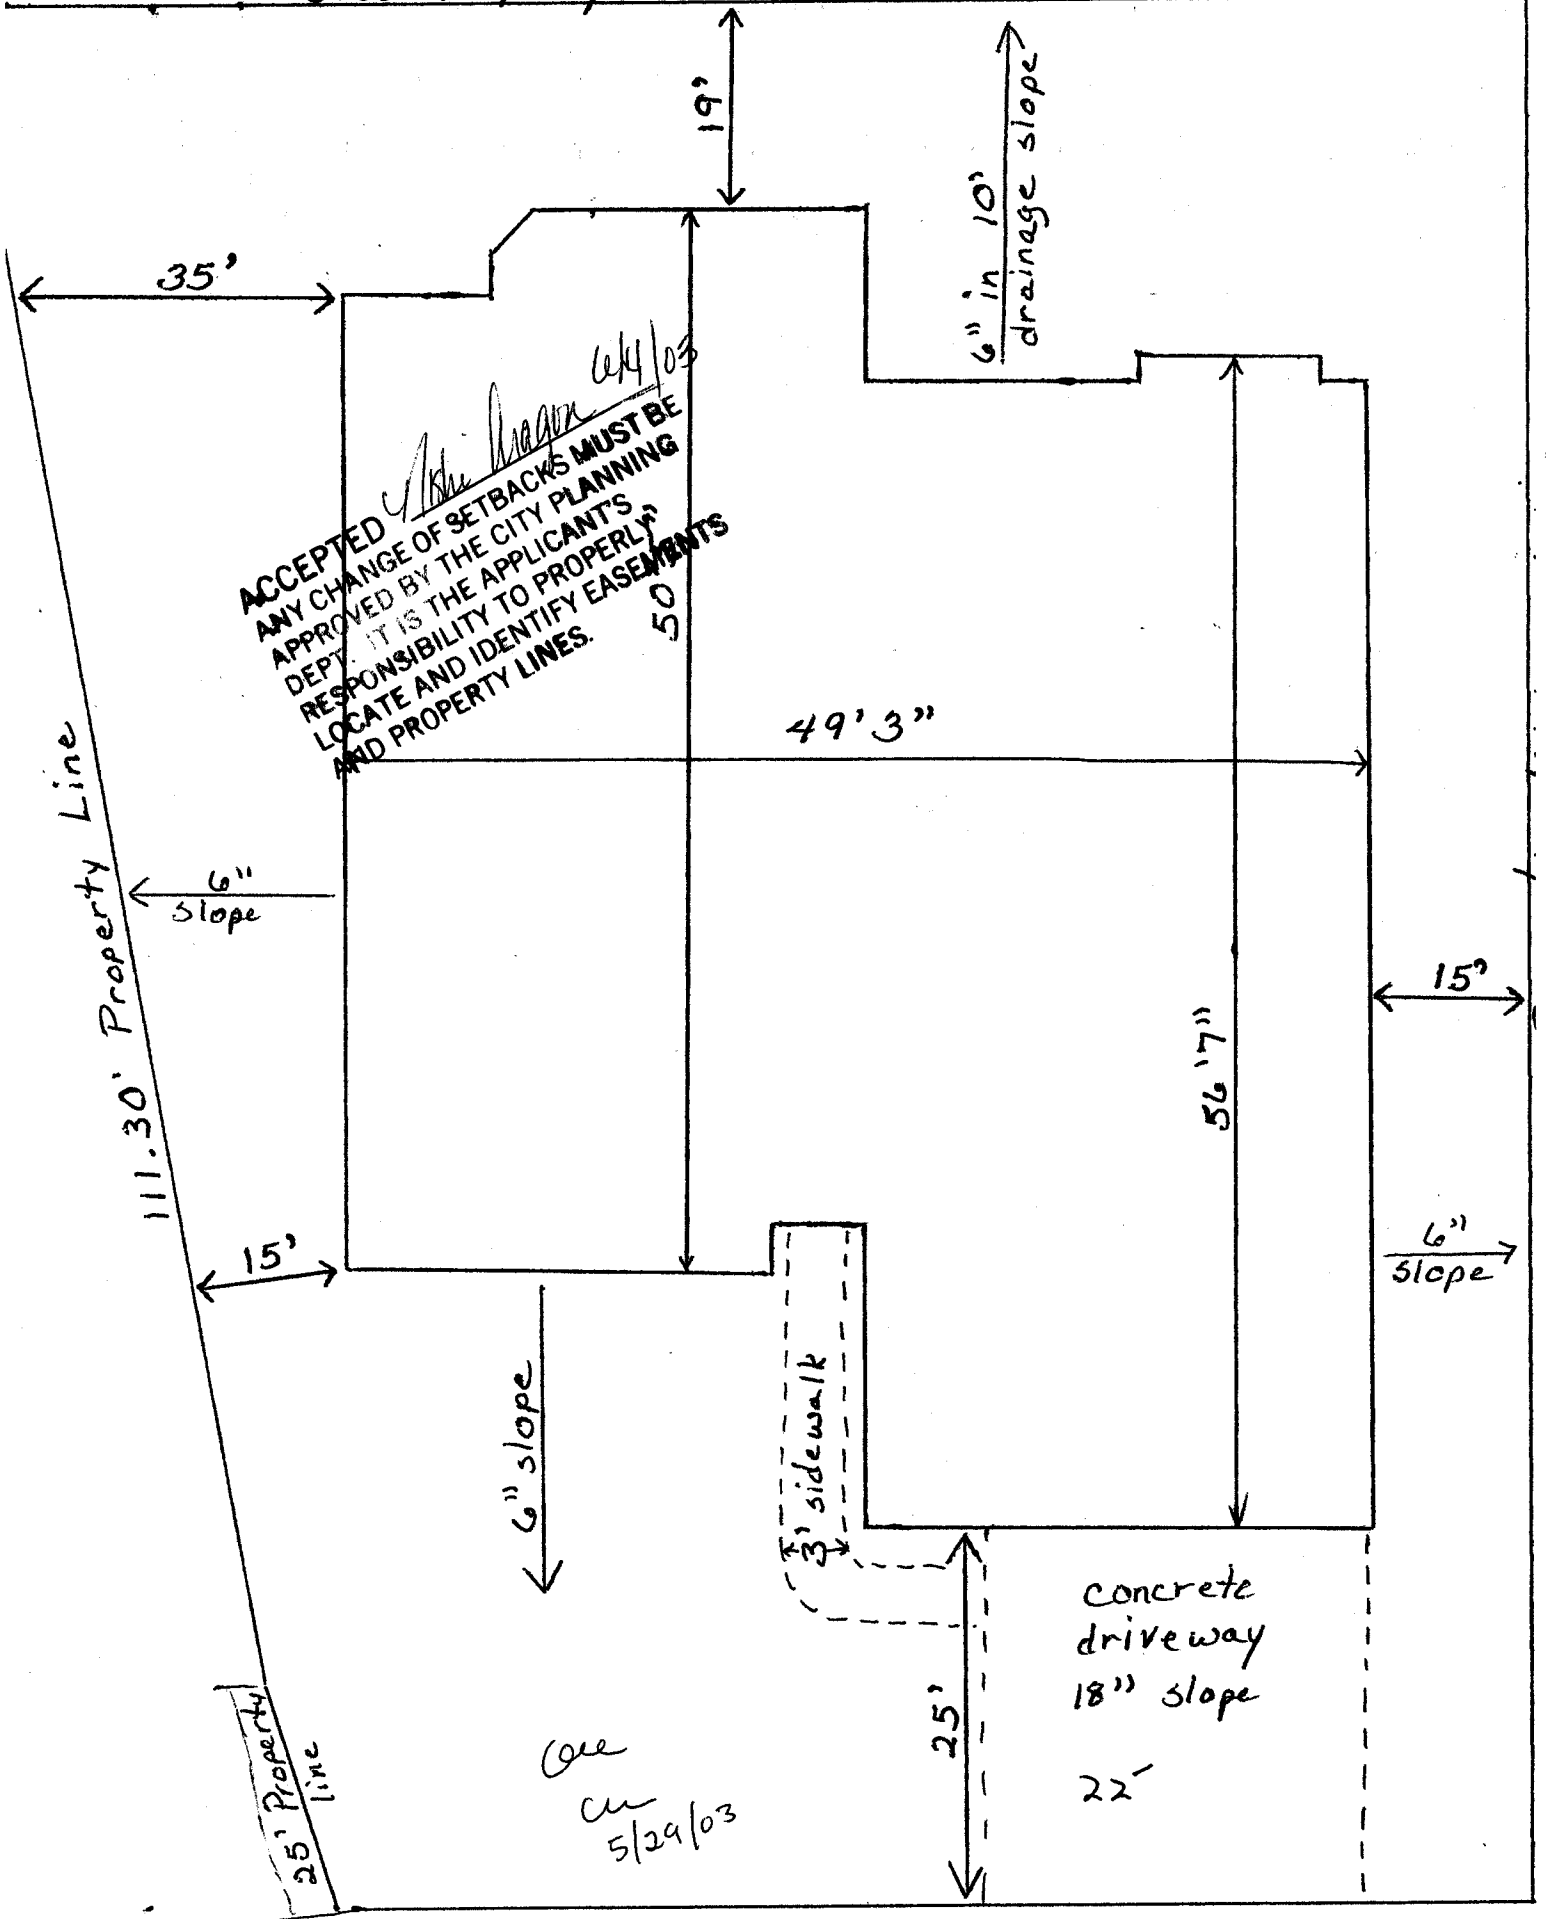 19'
6" in 10'
drainage slope
35'
6/4/03
ACCEPTED
ANY CHANGE OF SETBACKS MUST BE
APPROVED BY THE CITY PLANNING
DEPT. IT IS THE APPLICANT'S
RESPONSIBILITY TO PROPERLY
LOCATE AND IDENTIFY EASEMENTS
AND PROPERTY LINES.
50'
49' 3"
111.30' Property Line
6"
slope
15'
56'7"
15'
6"
slope
6" slope
3' sidewalk
25'
concrete
driveway
18" slope
22'
25' Property
line
5/29/03